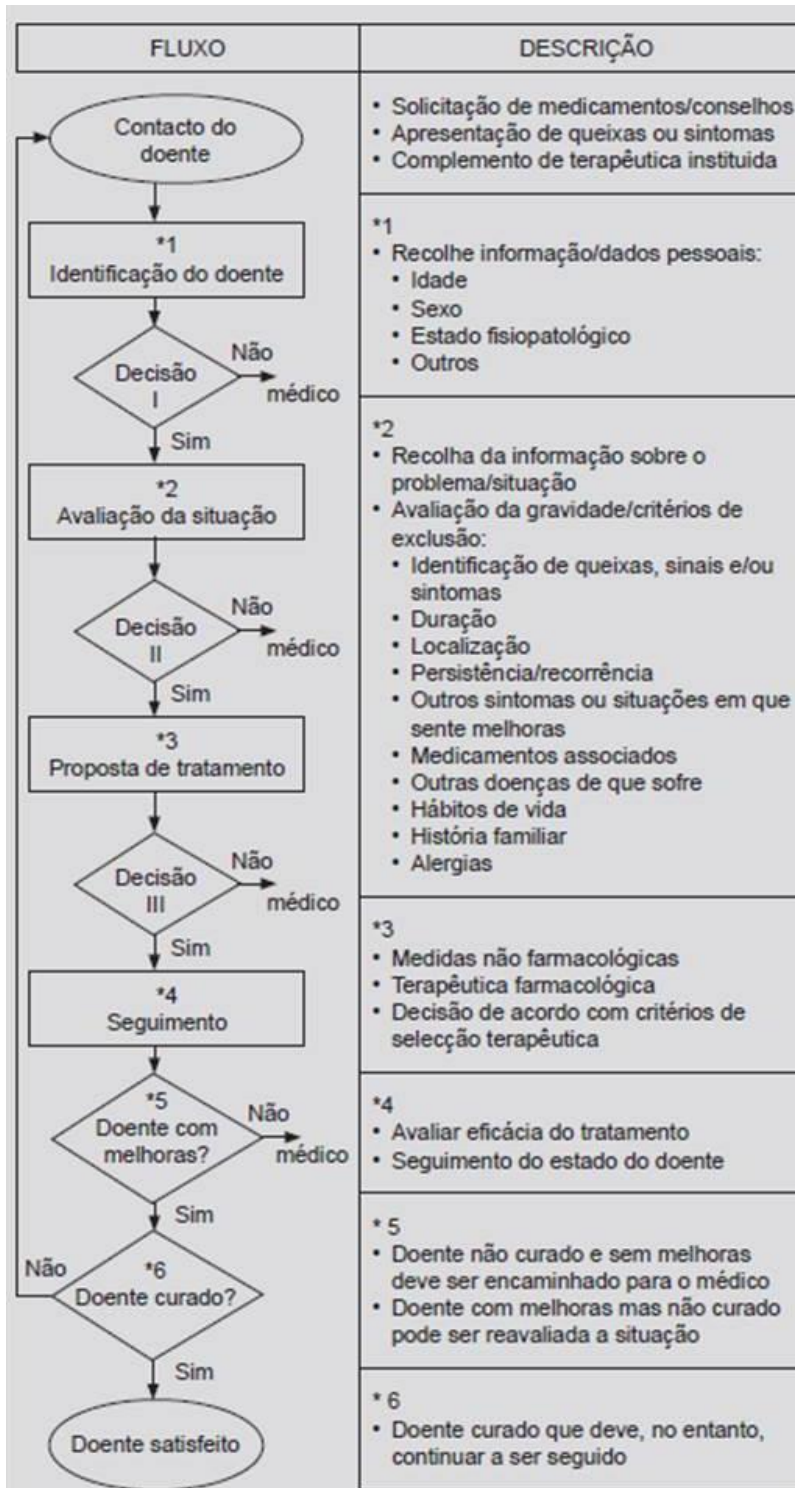 FLUXO
DESCRIÇÃO
Contacto do
doente
• Solicitação de medicamentos/conselhos
• Apresentação de queixas ou sintomas
• Complemento de terapêutica instituida
*1
Identificação do doente
*1
• Recolhe informação/dados pessoais:
• Idade
• Sexo
• Estado fisiopatológico
• Outros
Decisão
I
Não
médico
Sim
*2
Avaliação da situação
*2
• Recolha da informação sobre o
problema/situação
• Avaliação da gravidade/critérios de
exclusão:
• Identificação de queixas, sinais e/ou
sintomas
• Duração
• Localização
• Persistência/recorrência
• Outros sintomas ou situações em que
sente melhoras
• Medicamentos associados
• Outras doenças de que sofre
• Hábitos de vida
• História familiar
• Alergias
Decisão
II
Não
médico
Sim
*3
Proposta de tratamento
Decisão
III
Não
médico
Sim
*3
• Medidas não farmacológicas
• Terapêutica farmacológica
• Decisão de acordo com critérios de
selecção terapêutica
*4
Seguimento
*4
• Avaliar eficácia do tratamento
• Seguimento do estado do doente
*5
Doente com
melhoras?
Não
médico
Sim
* 5
• Doente não curado e sem melhoras
deve ser encaminhado para o médico
• Doente com melhoras mas não curado
pode ser reavaliada a situação
Não
*6
Doente curado?
Sim
* 6
• Doente curado que deve, no entanto,
continuar a ser seguido
Doente satisfeito